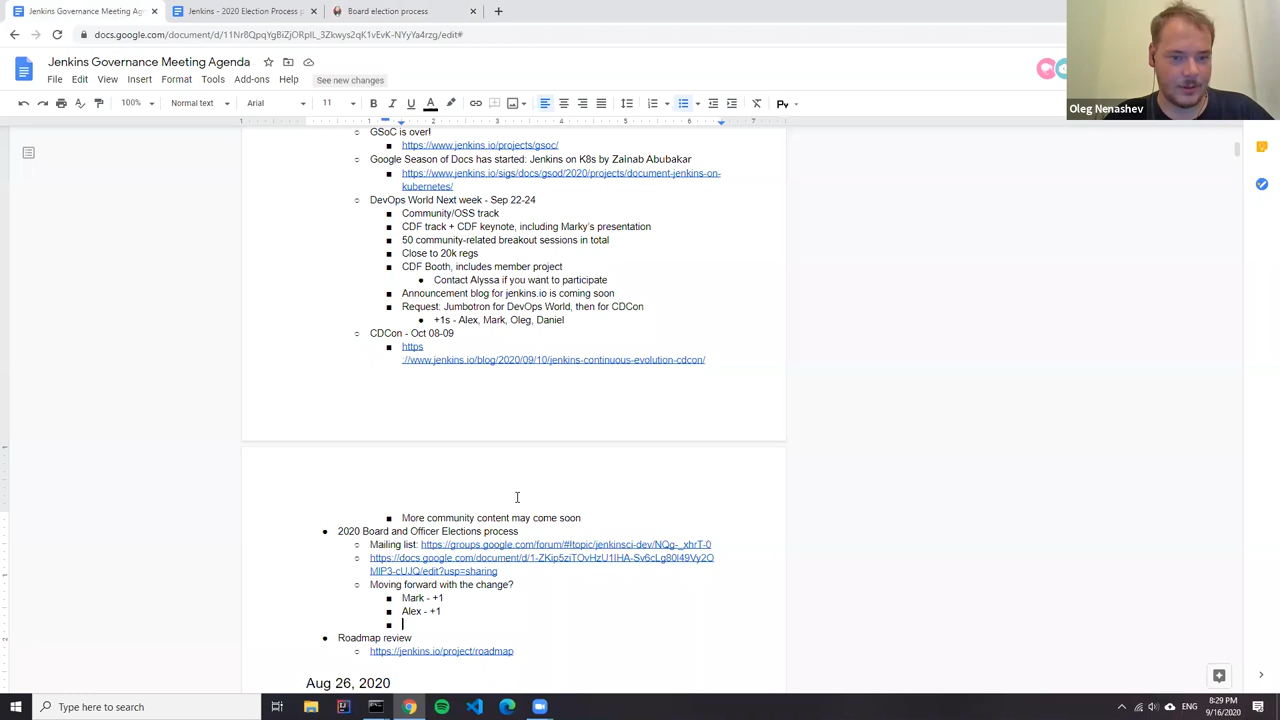 Jenkins Governance Meeting Ag
Jenkins - 2020 Election Process p
Board election process
docs.google.com/document/d/11Nr8QpqYgBiZjORpIL_3Zkwys2qK1vEvK-NYyYa4rzg/edit#
Oleg Nenashev
Jenkins Governance Meeting Agenda
File Edit View Insert Format Tools Add-ons Help See new changes
100% Normal text Arial 11
GSoC is over!
https://www.jenkins.io/projects/gsoc/
Google Season of Docs has started: Jenkins on K8s by Zainab Abubakar
https://www.jenkins.io/sigs/docs/gsod/2020/projects/document-jenkins-on-
kubernetes/
DevOps World Next week - Sep 22-24
Community/OSS track
CDF track + CDF keynote, including Marky's presentation
50 community-related breakout sessions in total
Close to 20k regs
CDF Booth, includes member project
Contact Alyssa if you want to participate
Announcement blog for jenkins.io is coming soon
Request: Jumbotron for DevOps World, then for CDCon
+1s - Alex, Mark, Oleg, Daniel
CDCon - Oct 08-09
https
://www.jenkins.io/blog/2020/09/10/jenkins-continuous-evolution-cdcon/
More community content may come soon
2020 Board and Officer Elections process
Mailing list: https://groups.google.com/forum/#!topic/jenkinsci-dev/NQg-_xhrT-0
https://docs.google.com/document/d/1-ZKip5ziTOvHzU1IHA-Sv6cLg80I49Vy2O
MlP3-cUJQ/edit?usp=sharing
Moving forward with the change?
Mark - +1
Alex - +1
Roadmap review
https://jenkins.io/project/roadmap
Aug 26, 2020
Type here to search
8:29 PM
9/16/2020